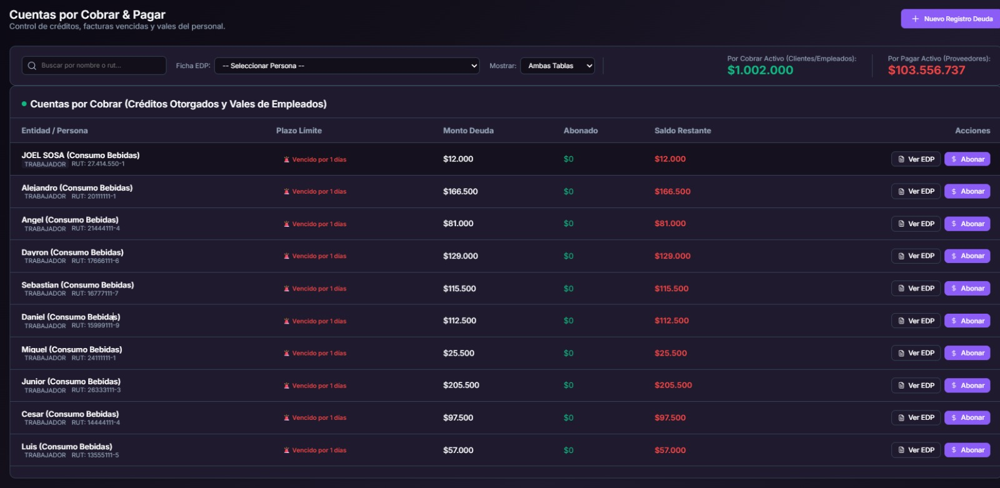 Cuentas por Cobrar & Pagar
Control de créditos, facturas vencidas y vales del personal.
+ Nuevo Registro Deuda
Buscar por nombre o rut...
Ficha EDP: -- Seleccionar Persona --
Mostrar: Ambas Tablas
Por Cobrar Activo (Clientes/Empleados):
$1.002.000
Por Pagar Activo (Proveedores):
$103.556.737
Cuentas por Cobrar (Créditos Otorgados y Vales de Empleados)
Entidad / Persona Plazo Límite Monto Deuda Abonado Saldo Restante Acciones
JOEL SOSA (Consumo Bebidas)
TRABAJADOR RUT: 27.414.550-1
Vencido por 1 días $12.000 $0 $12.000 Ver EDP $ Abonar
Alejandro (Consumo Bebidas)
TRABAJADOR RUT: 20111111-1
Vencido por 1 días $166.500 $0 $166.500 Ver EDP $ Abonar
Angel (Consumo Bebidas)
TRABAJADOR RUT: 21444111-4
Vencido por 1 días $81.000 $0 $81.000 Ver EDP $ Abonar
Dayron (Consumo Bebidas)
TRABAJADOR RUT: 17666111-6
Vencido por 1 días $129.000 $0 $129.000 Ver EDP $ Abonar
Sebastian (Consumo Bebidas)
TRABAJADOR RUT: 16777111-7
Vencido por 1 días $115.500 $0 $115.500 Ver EDP $ Abonar
Daniel (Consumo Bebidas)
TRABAJADOR RUT: 15999111-9
Vencido por 1 días $112.500 $0 $112.500 Ver EDP $ Abonar
Miguel (Consumo Bebidas)
TRABAJADOR RUT: 24111111-1
Vencido por 1 días $25.500 $0 $25.500 Ver EDP $ Abonar
Junior (Consumo Bebidas)
TRABAJADOR RUT: 26333111-3
Vencido por 1 días $205.500 $0 $205.500 Ver EDP $ Abonar
Cesar (Consumo Bebidas)
TRABAJADOR RUT: 14444111-4
Vencido por 1 días $97.500 $0 $97.500 Ver EDP $ Abonar
Luis (Consumo Bebidas)
TRABAJADOR RUT: 13555111-5
Vencido por 1 días $57.000 $0 $57.000 Ver EDP $ Abonar